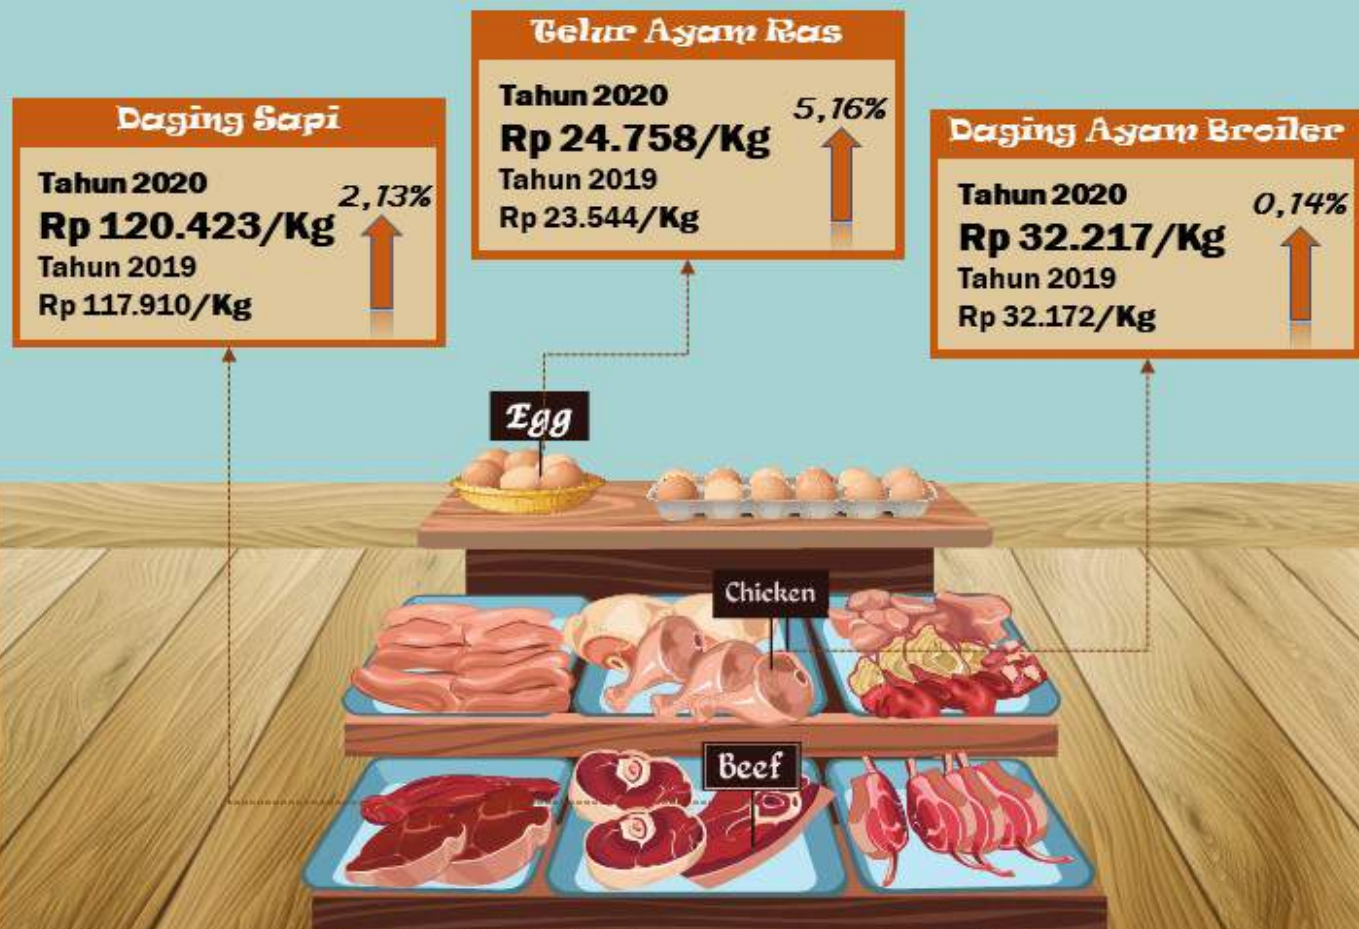 Telur Ayam Ras
Tahun 2020
5,16%
Rp 24.758/Kg
Tahun 2019
Rp 23.544/Kg
Daging Sapi
Tahun 2020
2,13%
Rp 120.423/Kg
Tahun 2019
Rp 117.910/Kg
Daging Ayam Broiler
Tahun 2020
0,14%
Rp 32.217/Kg
Tahun 2019
Rp 32.172/Kg
Egg
Chicken
Beef